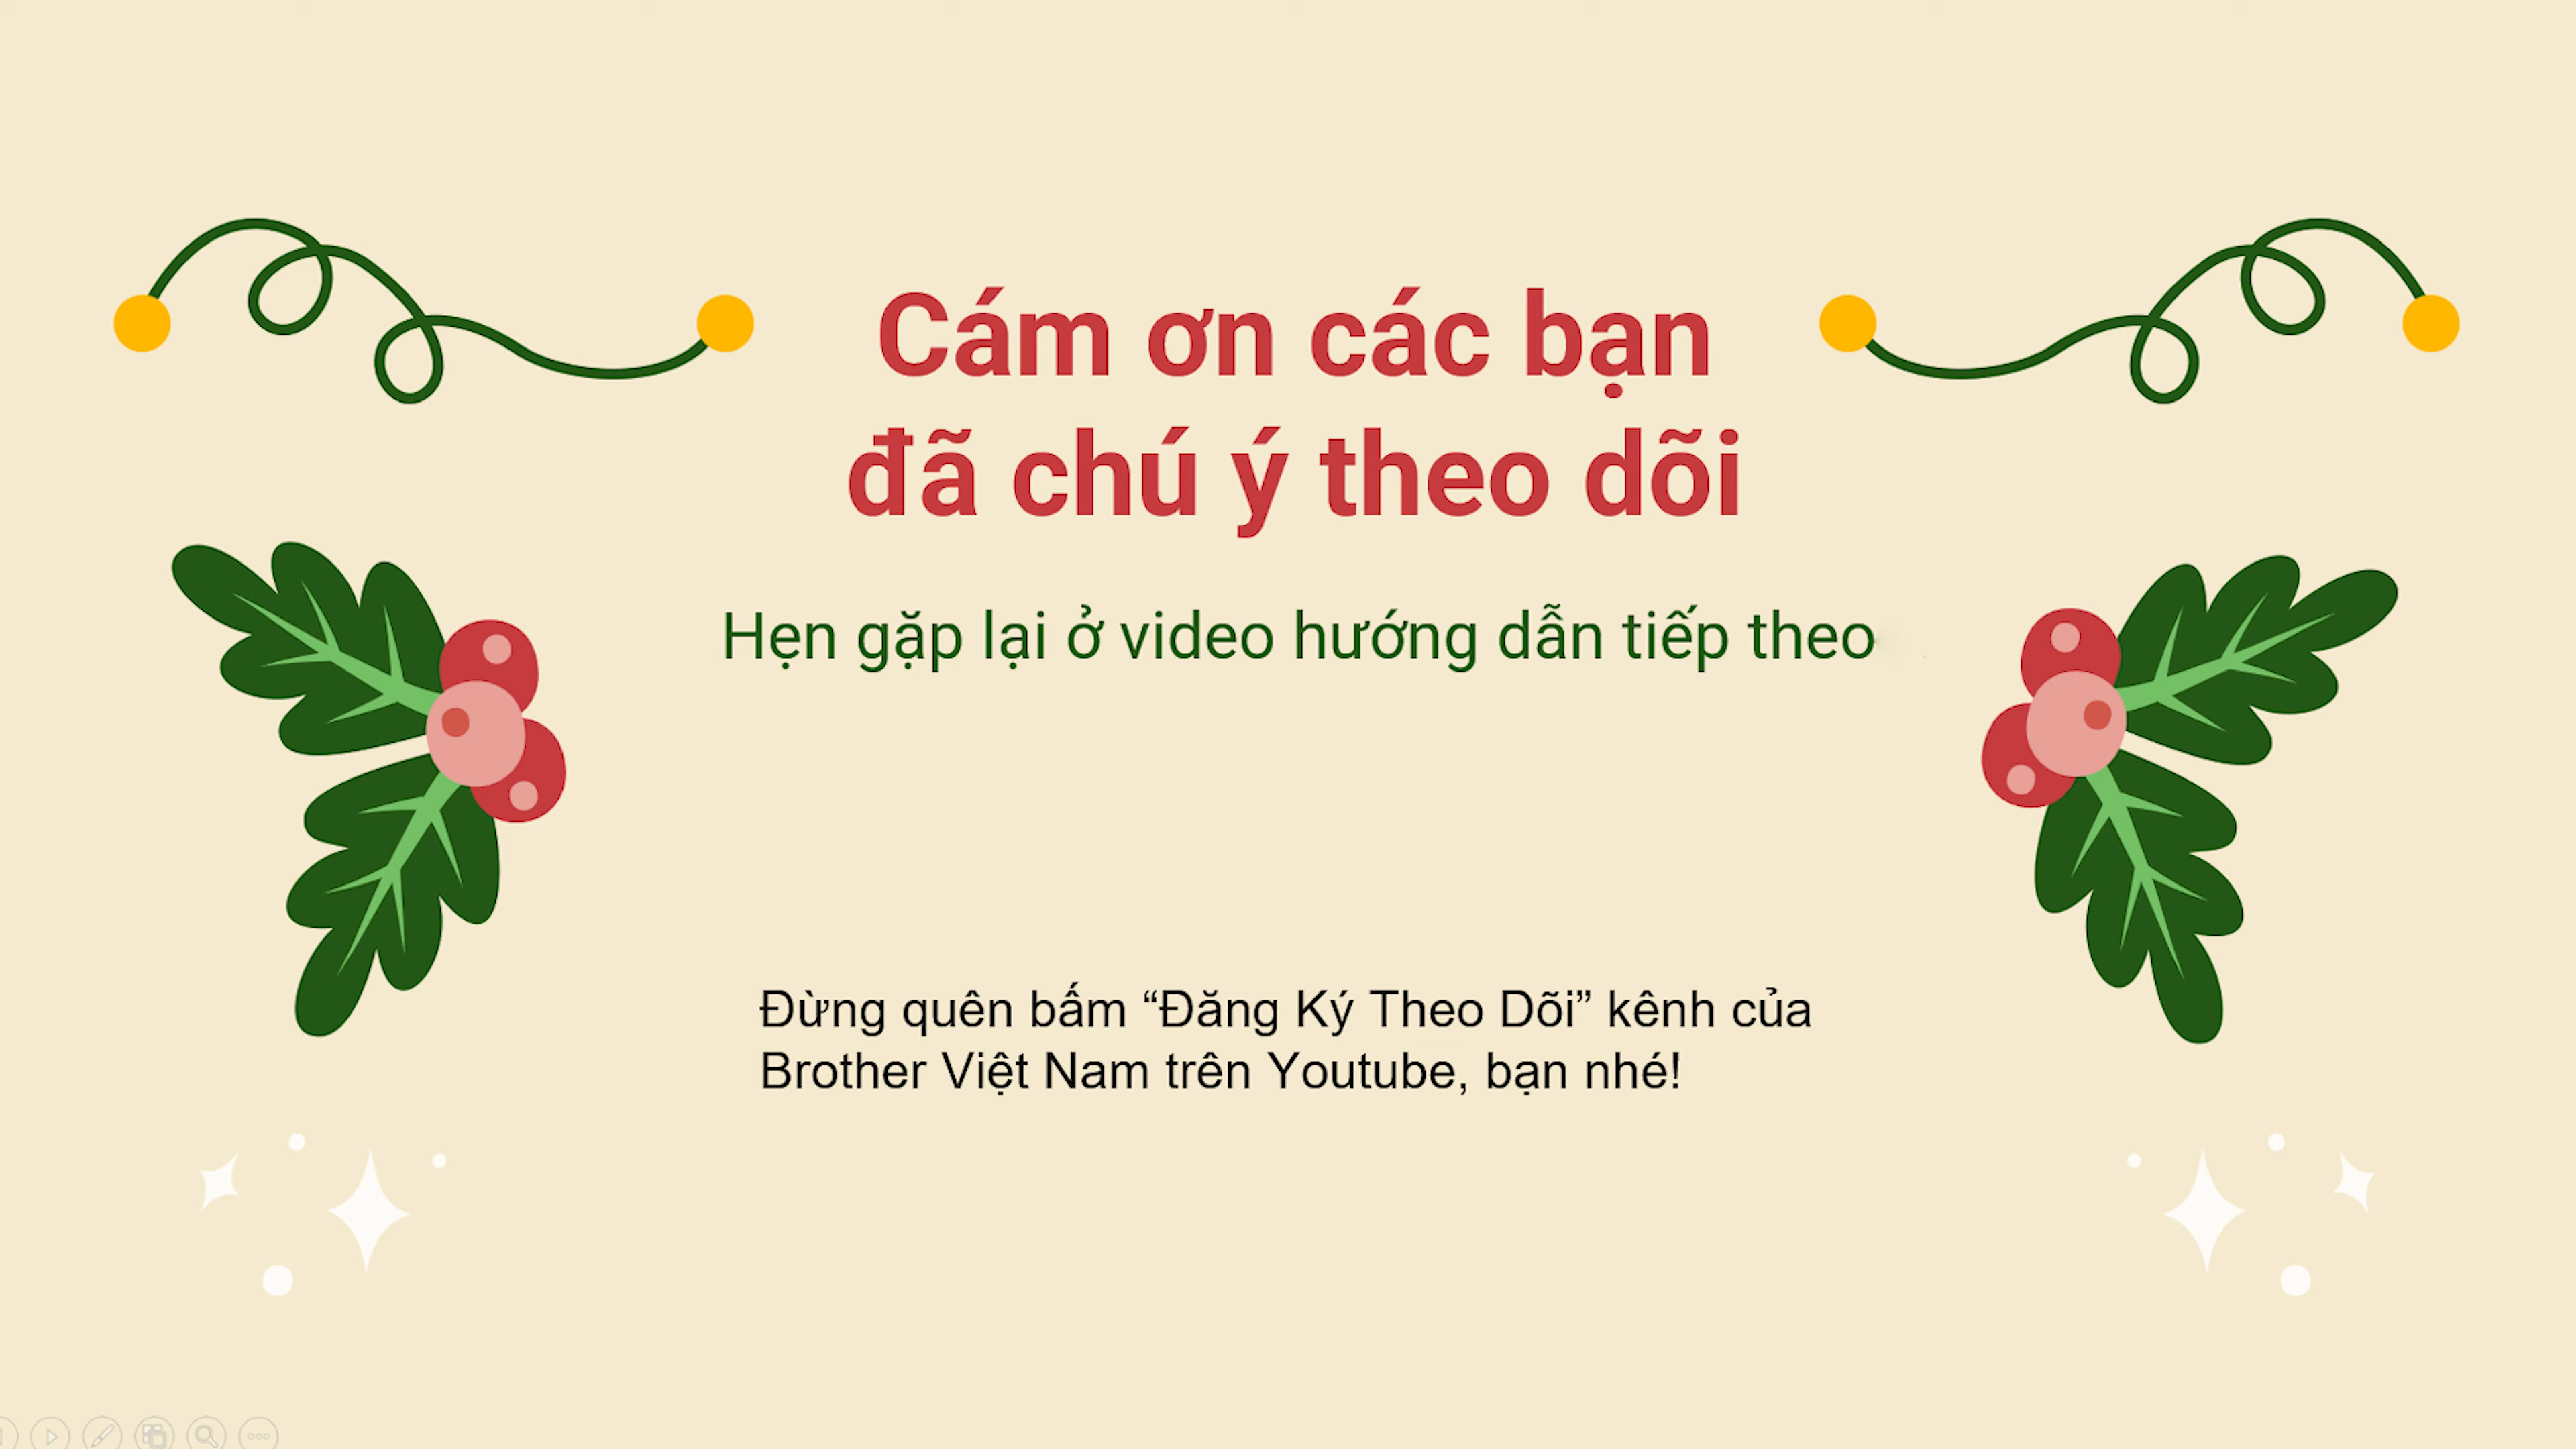 Cám ơn các bạn
đã chú ý theo dõi
Hẹn gặp lại ở video hướng dẫn tiếp theo
Đừng quên bấm “Đăng Ký Theo Dõi” kênh của
Brother Việt Nam trên Youtube, bạn nhé!